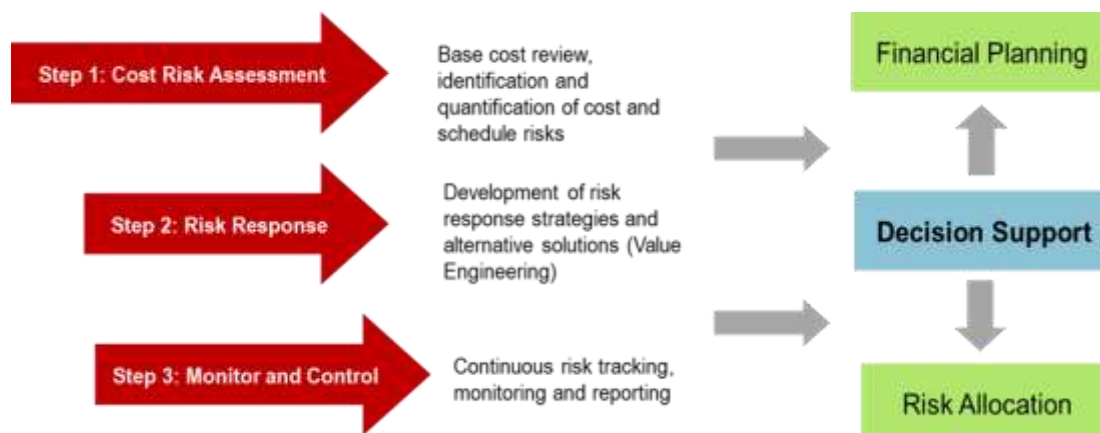 Step 1: Cost Risk Assessment
Base cost review,
identification and
quantification of cost and
schedule risks
Step 2: Risk Response
Development of risk
response strategies and
alternative solutions (Value
Engineering)
Step 3: Monitor and Control
Continuous risk tracking,
monitoring and reporting
Financial Planning
Decision Support
Risk Allocation